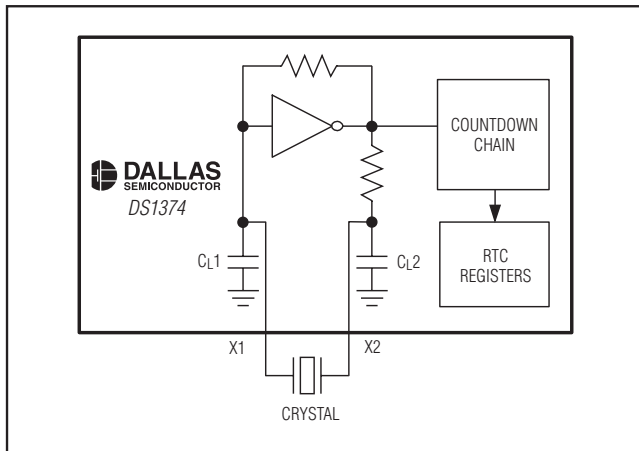 DALLAS
SEMICONDUCTOR
DS1374
COUNTDOWN
CHAIN
RTC
REGISTERS
CL1
CL2
X1
X2
CRYSTAL